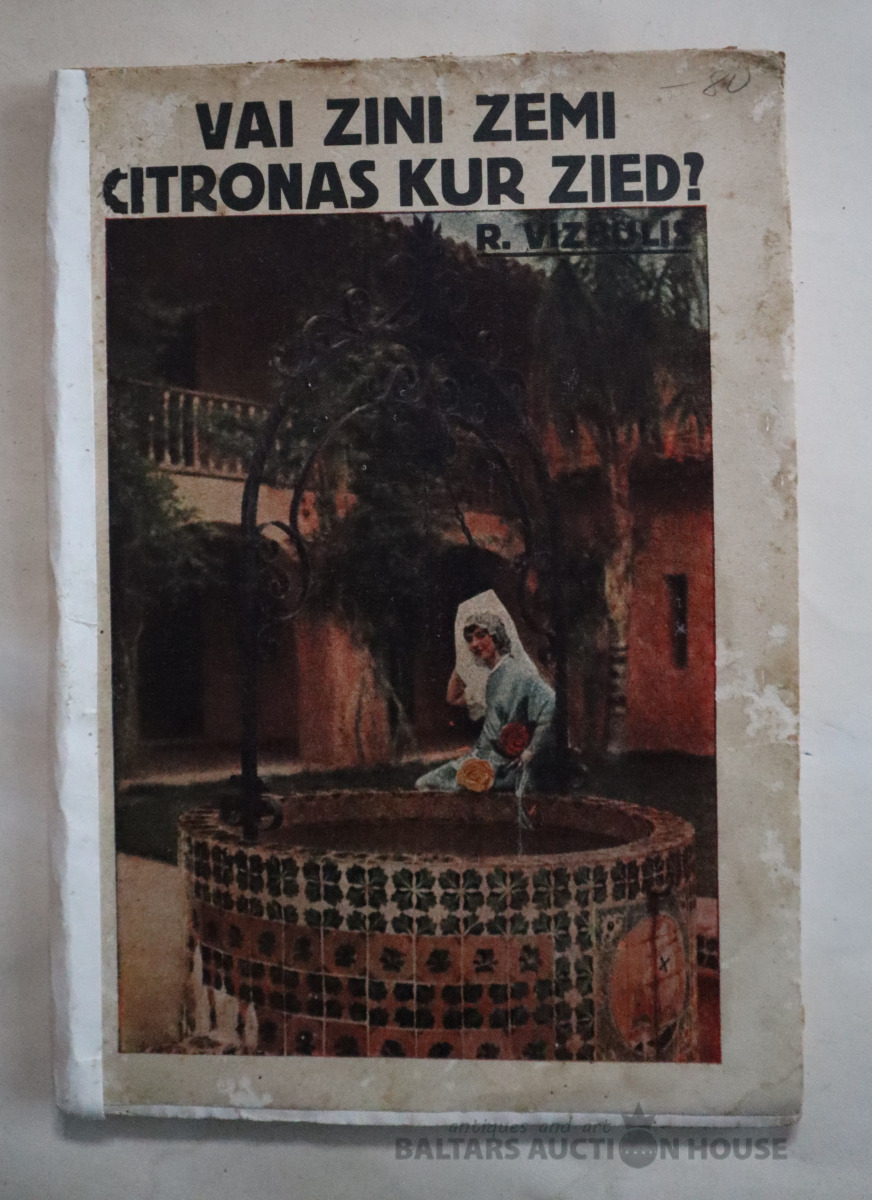 VAI ZINI ZEMI
CITRONAS KUR ZIED?
R. VIZBULIS
antiques and art
BALTARS AUCTION HOUSE